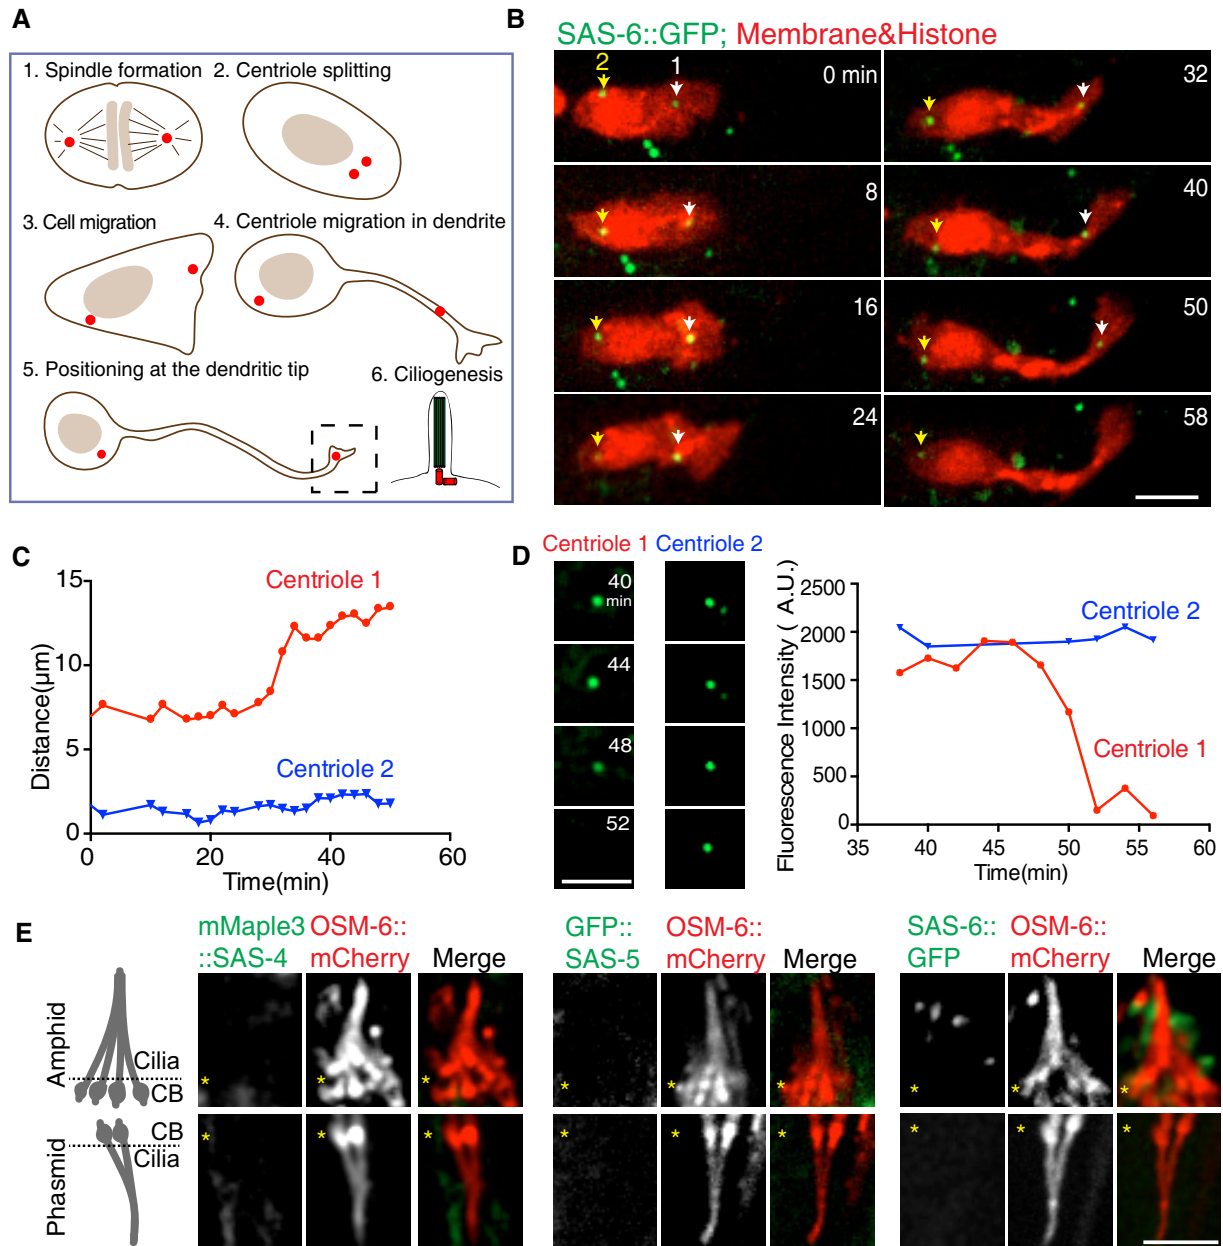 A
1. Spindle formation
2. Centriole splitting
3. Cell migration
4. Centriole migration in dendrite
5. Positioning at the dendritic tip
6. Ciliogenesis
B
SAS-6::GFP; Membrane&Histone
2
1
0 min
8
16
24
32
40
50
58
C
15
10
5
0
Distance(μm)
Centriole 1
Centriole 2
0
20
40
60
Time(min)
D
Centriole 1
Centriole 2
40
min
44
48
52
2500
2000
1500
1000
500
0
Fluorescence Intensity ( A.U.)
Centriole 2
Centriole 1
35
40
45
50
55
60
Time(min)
E
mMaple3
::SAS-4
OSM-6::
mCherry
Merge
GFP::
SAS-5
OSM-6::
mCherry
Merge
SAS-6::
GFP
OSM-6::
mCherry
Merge
Amphid
Cilia
CB
*
*
*
*
*
*
*
*
*
Phasmid
CB
Cilia
*
*
*
*
*
*
*
*
*